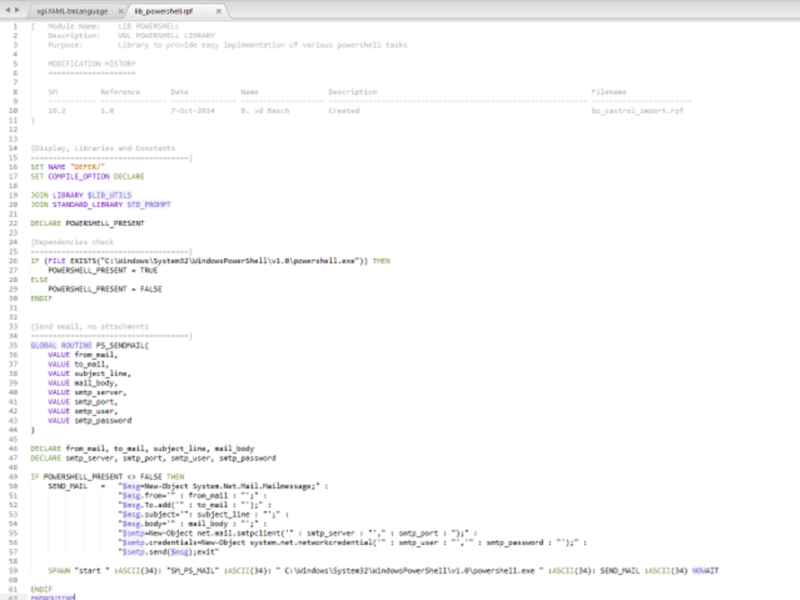 vgl.YAML-tmLanguage × lib_powershell.rpf ×
1 { Module Name: LIB POWERSHELL
2 Description: VGL POWERSHELL LIBRARY
3 Purpose: Library to provide easy implementation of various powershell tasks
4
5 MODIFICATION HISTORY
6 ====================
7
8 SM Reference Date Name Description Filename
9
10 10.2 1.0 7-Oct-2014 B. vd Basch Created bp_castrol_import.rpf
11 }
12
13
14 {Display, Libraries and Constants
15 ====================================}
16 SET NAME "DEFER/"
17 SET COMPILE_OPTION DECLARE
18
19 JOIN LIBRARY $LIB_UTILS
20 JOIN STANDARD_LIBRARY STD_PROMPT
21
22 DECLARE POWERSHELL_PRESENT
23
24 {Dependencies check
25 ====================================}
26 IF (FILE EXISTS("C:\Windows\System32\WindowsPowerShell\v1.0\powershell.exe")) THEN
27 POWERSHELL_PRESENT = TRUE
28 ELSE
29 POWERSHELL_PRESENT = FALSE
30 ENDIF
31
32
33 {Send email, no attachments
34 ====================================}
35 GLOBAL ROUTINE PS_SENDMAIL(
36 VALUE from_mail,
37 VALUE to_mail,
38 VALUE subject_line,
39 VALUE mail_body,
40 VALUE smtp_server,
41 VALUE smtp_port,
42 VALUE smtp_user,
43 VALUE smtp_password
44 )
45
46 DECLARE from_mail, to_mail, subject_line, mail_body
47 DECLARE smtp_server, smtp_port, smtp_user, smtp_password
48
49 IF POWERSHELL_PRESENT <> FALSE THEN
50 SEND_MAIL = "$msg=New-Object System.Net.Mail.Mailmessage;" :
51 "$msg.from='" : from_mail : "';" :
52 "$msg.To.add('" : to_mail : "');" :
53 "$msg.subject='": subject_line : "';" :
54 "$msg.body='" : mail_body : "';" :
55 "$smtp=New-Object net.mail.smtpclient('" : smtp_server : "'," : smtp_port : ");" :
56 "$smtp.credentials=New-Object system.net.networkcredential('" : smtp_user : "','" : smtp_password : "');" :
57 "$smtp.send($msg);exit"
58
59 SPAWN "start " :ASCII(34): "SM_PS_MAIL" :ASCII(34): " C:\Windows\System32\WindowsPowerShell\v1.0\powershell.exe " :ASCII(34): SEND_MAIL :ASCII(34) NOWAIT
60
61 ENDIF
62 ENDROUTINE